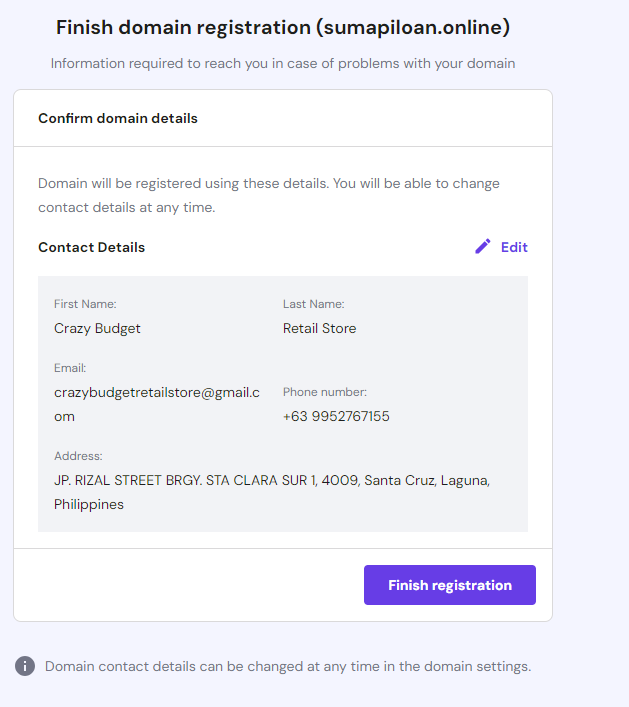 Finish domain registration (sumapiloan.online)
Information required to reach you in case of problems with your domain
Confirm domain details
Domain will be registered using these details. You will be able to change
contact details at any time.
Contact Details
Edit
First Name:
Last Name:
Crazy Budget
Retail Store
Email:
crazybudgetretailstore@gmail.c
om
Phone number:
+63 9952767155
Address:
JP. RIZAL STREET BRGY. STA CLARA SUR 1, 4009, Santa Cruz, Laguna,
Philippines
Finish registration
Domain contact details can be changed at any time in the domain settings.